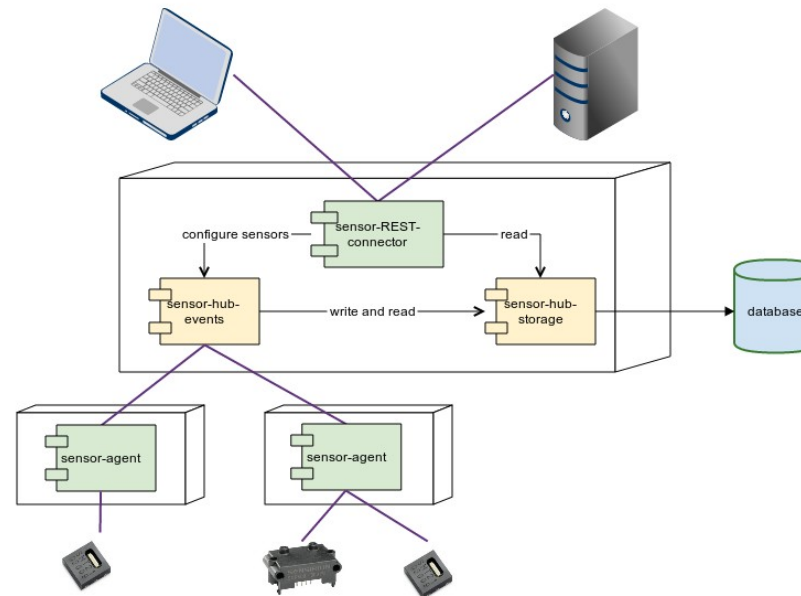 sensor-REST-
connector
configure sensors
read
sensor-hub-
events
write and read
sensor-hub-
storage
database
sensor-agent
sensor-agent